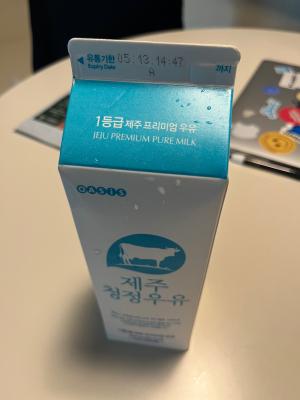 유통기한 05.13.14:47 까지
Expiry Date
A
1등급 제주 프리미엄 우유
JEJU PREMIUM PURE MILK
OASIS
제주
청정우유